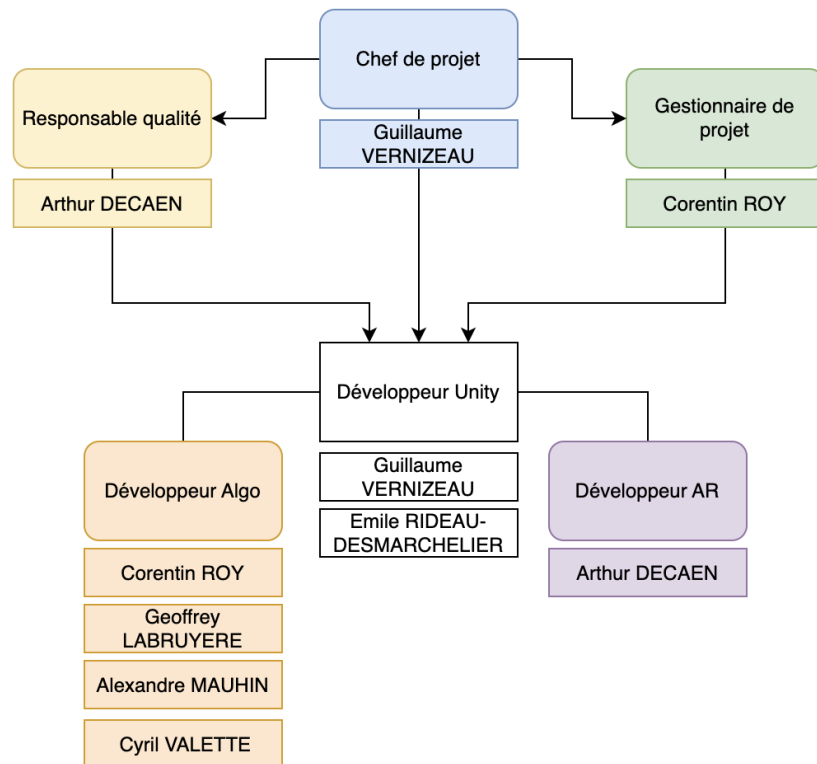 Chef de projet
Responsable qualité
Gestionnaire de
projet
Guillaume
VERNIZEAU
Arthur DECAEN
Corentin ROY
Développeur Unity
Guillaume
VERNIZEAU
Emile RIDEAU-
DESMARCHELIER
Développeur Algo
Corentin ROY
Geoffrey
LABRUYERE
Alexandre MAUHIN
Cyril VALETTE
Développeur AR
Arthur DECAEN